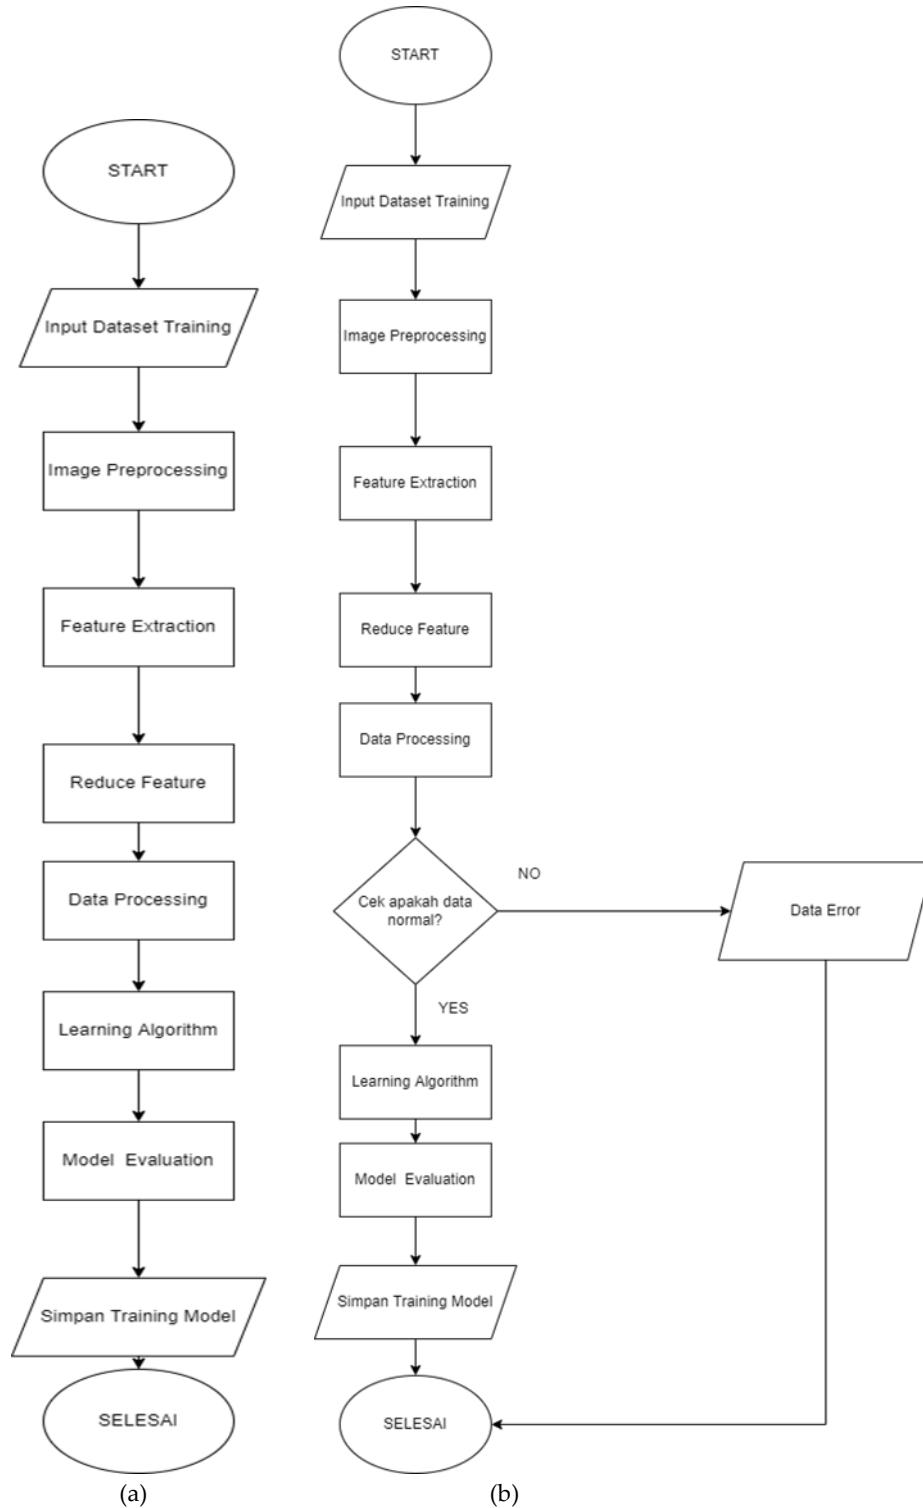 START
Input Dataset Training
Image Preprocessing
Feature Extraction
Reduce Feature
Data Processing
Learning Algorithm
Model Evaluation
Simpan Training Model
SELESAI
(a)
START
Input Dataset Training
Image Preprocessing
Feature Extraction
Reduce Feature
Data Processing
Cek apakah data
normal?
NO
Data Error
YES
Learning Algorithm
Model Evaluation
Simpan Training Model
SELESAI
(b)